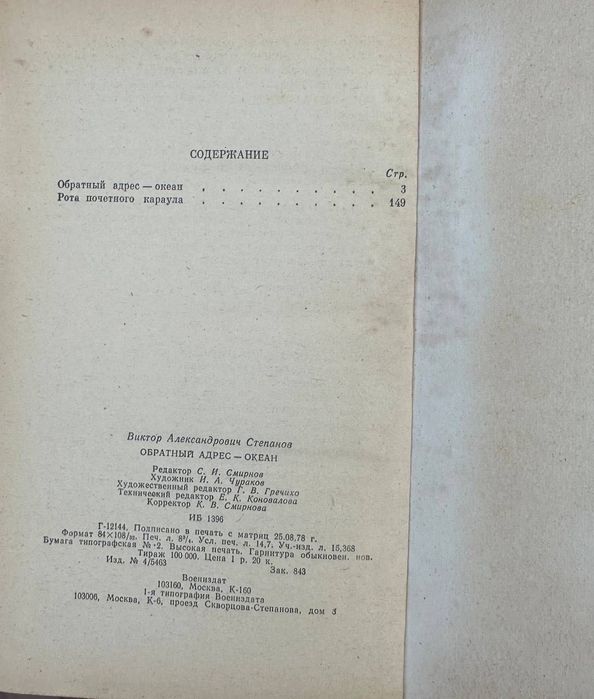 СОДЕРЖАНИЕ
Стр.
Обратный адрес — океан . . . . . . . . . . 3
Рота почетного караула . . . . . . . . . . 149
Виктор Александрович Степанов
ОБРАТНЫЙ АДРЕС — ОКЕАН
Редактор С. И. Смирнов
Художник И. А. Чураков
Художественный редактор Г. В. Гречихо
Технический редактор Е. К. Коновалова
Корректор К. В. Смирнова
ИБ 1396
Г-12144. Подписано в печать с матриц 25.08.78 г.
Формат 84×108/32. Печ. л. 8¾. Усл. печ. л. 14,7. Уч.-изд. л. 15,368
Бумага типографская № 2. Высокая печать. Гарнитура обыкновен. нов.
Тираж 100 000. Цена 1 р. 20 к.
Изд. № 4/5463
Зак. 843
Воениздат
103160, Москва, К-160
1-я типография Воениздата
103006, Москва, К-6, проезд Скворцова-Степанова, дом 3